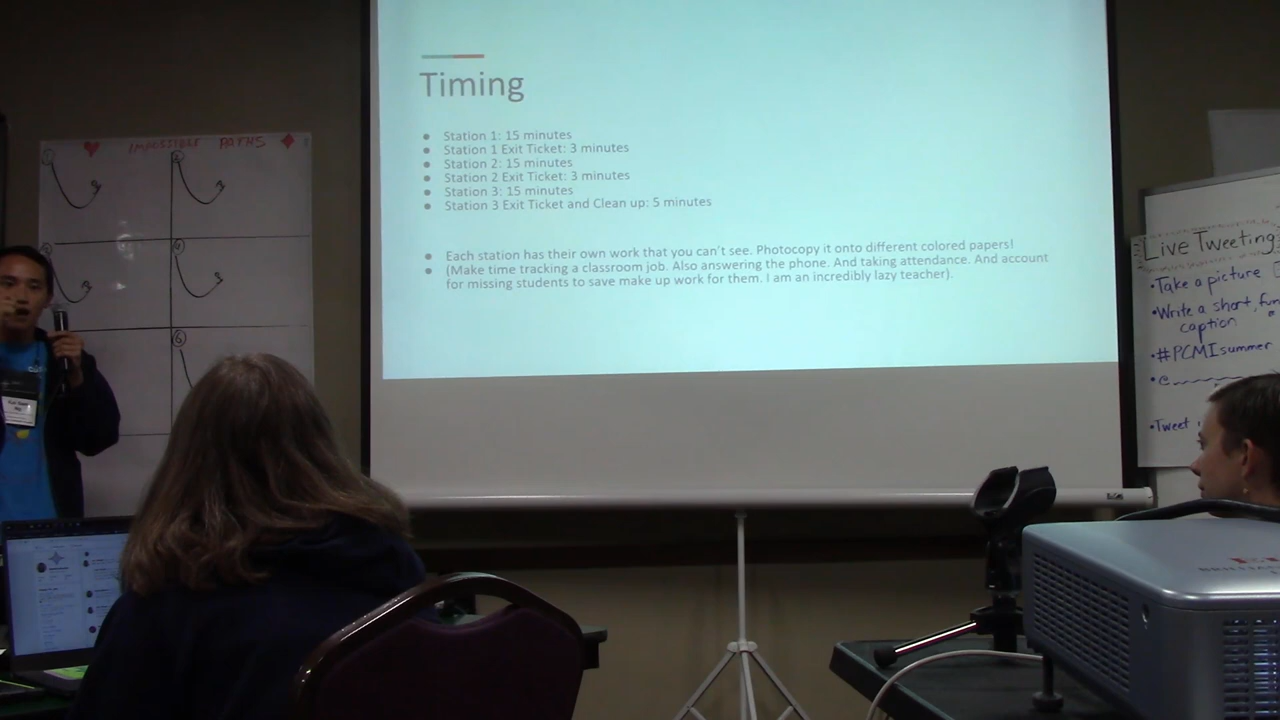 Timing
Station 1: 15 minutes
Station 1 Exit Ticket: 3 minutes
Station 2: 15 minutes
Station 2 Exit Ticket: 3 minutes
Station 3: 15 minutes
Station 3 Exit Ticket and Clean up: 5 minutes
Each station has their own work that you can't see. Photocopy it onto different colored papers!
(Make time tracking a classroom job. Also answering the phone. And taking attendance. And account
for missing students to save make up work for them. I am an incredibly lazy teacher).
IMPOSSIBLE PATHS
1
2
6
Live Tweeting
Take a picture
Write a short, fun
caption
#PCMIsummer
@
Tweet